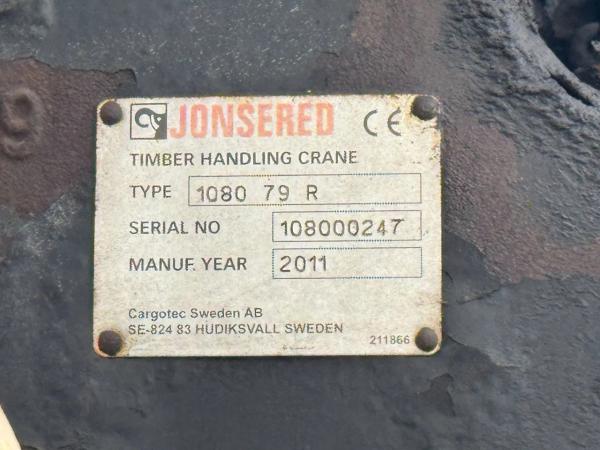 JONSERED CE
TIMBER HANDLING CRANE
TYPE 1080 79 R
SERIAL NO 108000247
MANUF. YEAR 2011
Cargotec Sweden AB
SE-824 83 HUDIKSVALL SWEDEN
211866